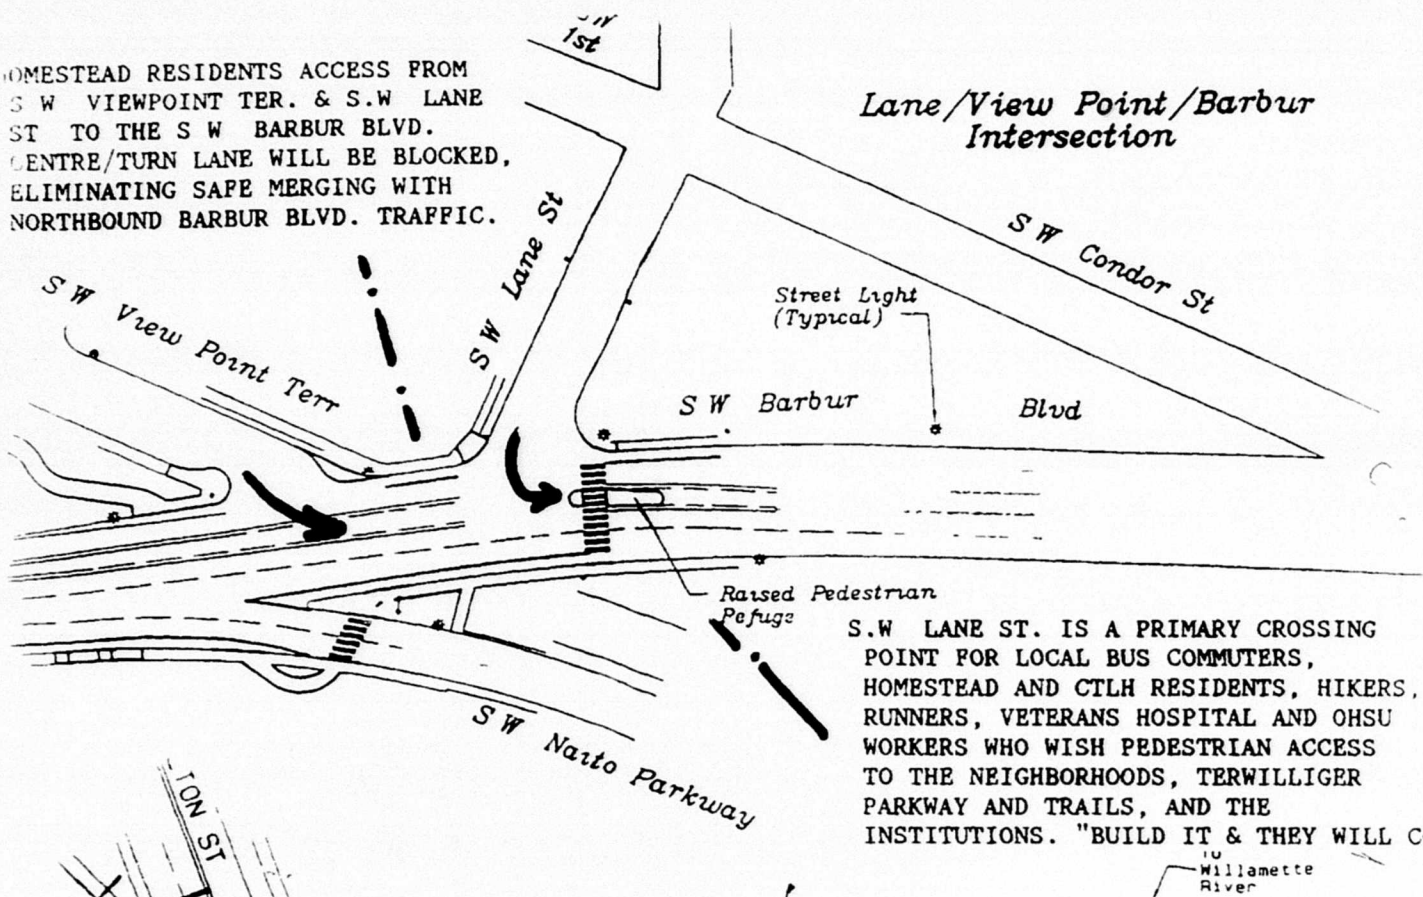 1st
OMESTEAD RESIDENTS ACCESS FROM
S W VIEWPOINT TER. & S.W LANE
ST TO THE S W BARBUR BLVD.
CENTRE/TURN LANE WILL BE BLOCKED,
ELIMINATING SAFE MERGING WITH
NORTHBOUND BARBUR BLVD. TRAFFIC.
Lane/View Point/Barbur
Intersection
S W Lane St
S W Condor St
S W View Point Terr
Street Light
(Typical)
S W Barbur Blvd
Raised Pedestrian
Refuge
S.W LANE ST. IS A PRIMARY CROSSING
POINT FOR LOCAL BUS COMMUTERS,
HOMESTEAD AND CTLH RESIDENTS, HIKERS,
RUNNERS, VETERANS HOSPITAL AND OHSU
WORKERS WHO WISH PEDESTRIAN ACCESS
TO THE NEIGHBORHOODS, TERWILLIGER
PARKWAY AND TRAILS, AND THE
INSTITUTIONS. "BUILD IT & THEY WILL C
S W Naito Parkway
TON ST
To
Willamette
River